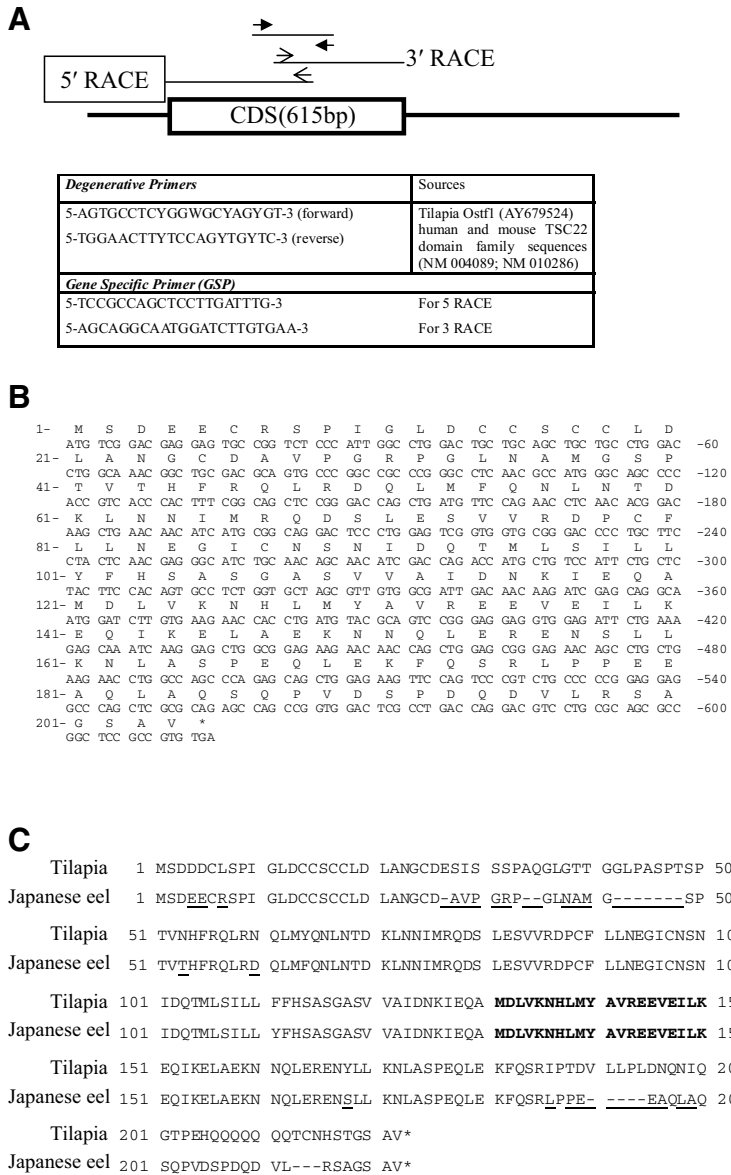 A
3′ RACE
5′ RACE
CDS(615bp)
Degenerative Primers Sources
5-AGTGCCTCYGGWGCYAGYGT-3 (forward) Tilapia Ostf1 (AY679524)
5-TGGAACTTYTCCAGYTGYTC-3 (reverse) human and mouse TSC22
domain family sequences
(NM 004089; NM 010286)
Gene Specific Primer (GSP)
5-TCCGCCAGCTCCTTGATTTG-3 For 5 RACE
5-AGCAGGCAATGGATCTTGTGAA-3 For 3 RACE
B
1- M S D E E C R S P I G L D C C S C C L D
ATG TCG GAC GAG GAG TGC CGG TCT CCC ATT GGC CTG GAC TGC TGC AGC TGC TGC CTG GAC -60
21- L A N G C D A V P G R P G L N A M G S P
CTG GCA AAC GGC TGC GAC GCA GTG CCC GGC CGC CCG GGC CTC AAC GCC ATG GGC AGC CCC -120
41- T V T H F R Q L R D Q L M F Q N L N T D
ACC GTC ACC CAC TTT CGG CAG CTC CGG GAC CAG CTG ATG TTC CAG AAC CTC AAC ACG GAC -180
61- K L N N I M R Q D S L E S V V R D P C F
AAG CTG AAC AAC ATC ATG CGG CAG GAC TCC CTG GAG TCG GTG GTG CGG GAC CCC TGC TTC -240
81- L L N E G I C N S N I D Q T M L S I L L
CTA CTC AAC GAG GGC ATC TGC AAC AGC AAC ATC GAC CAG ACC ATG CTG TCC ATT CTG CTC -300
101- Y F H S A S G A S V V A I D N K I E Q A
TAC TTC CAC AGT GCC TCT GGT GCT AGC GTT GTG GCG ATT GAC AAC AAG ATC GAG CAG GCA -360
121- M D L V K N H L M Y A V R E E V E I L K
ATG GAT CTT GTG AAG AAC CAC CTG ATG TAC GCA GTC CGG GAG GAG GTG GAG ATT CTG AAA -420
141- E Q I K E L A E K N N Q L E R E N S L L
GAG CAA ATC AAG GAG CTG GCG GAG AAG AAC AAC CAG CTG GAG CGG GAG AAC AGC CTG CTG -480
161- K N L A S P E Q L E K F Q S R L P P E E
AAG AAC CTG GCC AGC CCA GAG CAG CTG GAG AAG TTC CAG TCC CGT CTG CCC CCG GAG GAG -540
181- A Q L A Q S Q P V D S P D Q D V L R S A
GCC CAG CTC GCG CAG AGC CAG CCG GTG GAC TCG CCT GAC CAG GAC GTC CTG CGC AGC GCC -600
201- G S A V *
GGC TCC GCC GTG TGA
C
Tilapia 1 MSDDDCLSPI GLDCCSCCLD LANGCDESIS SSPAQGLGTT GGLPASPTSP 50
Japanese eel 1 MSDEECRSPI GLDCCSCCLD LANGCD-AVP GRP--GLNAM G-------SP 50
Tilapia 51 TVNHFRQLRN QLMYQNLNTD KLNNIMRQDS LESVVRDPCF LLNEGICNSN 10
Japanese eel 51 TVTHFRQLRD QLMFQNLNTD KLNNIMRQDS LESVVRDPCF LLNEGICNSN 10
Tilapia 101 IDQTMLSILL FFHSASGASV VAIDNKIEQA MDLVKNHLMY AVREEVEILK 15
Japanese eel 101 IDQTMLSILL YFHSASGASV VAIDNKIEQA MDLVKNHLMY AVREEVEILK 15
Tilapia 151 EQIKELAEKN NQLERENYLL KNLASPEQLE KFQSRIPTDV LLPLDNQNIQ 20
Japanese eel 151 EQIKELAEKN NQLERENSLL KNLASPEQLE KFQSRLPPE- ----EAQLAQ 20
Tilapia 201 GTPEHQQQQQ QQTCNHSTGS AV*
Japanese eel 201 SQPVDSPDQD VL---RSAGS AV*